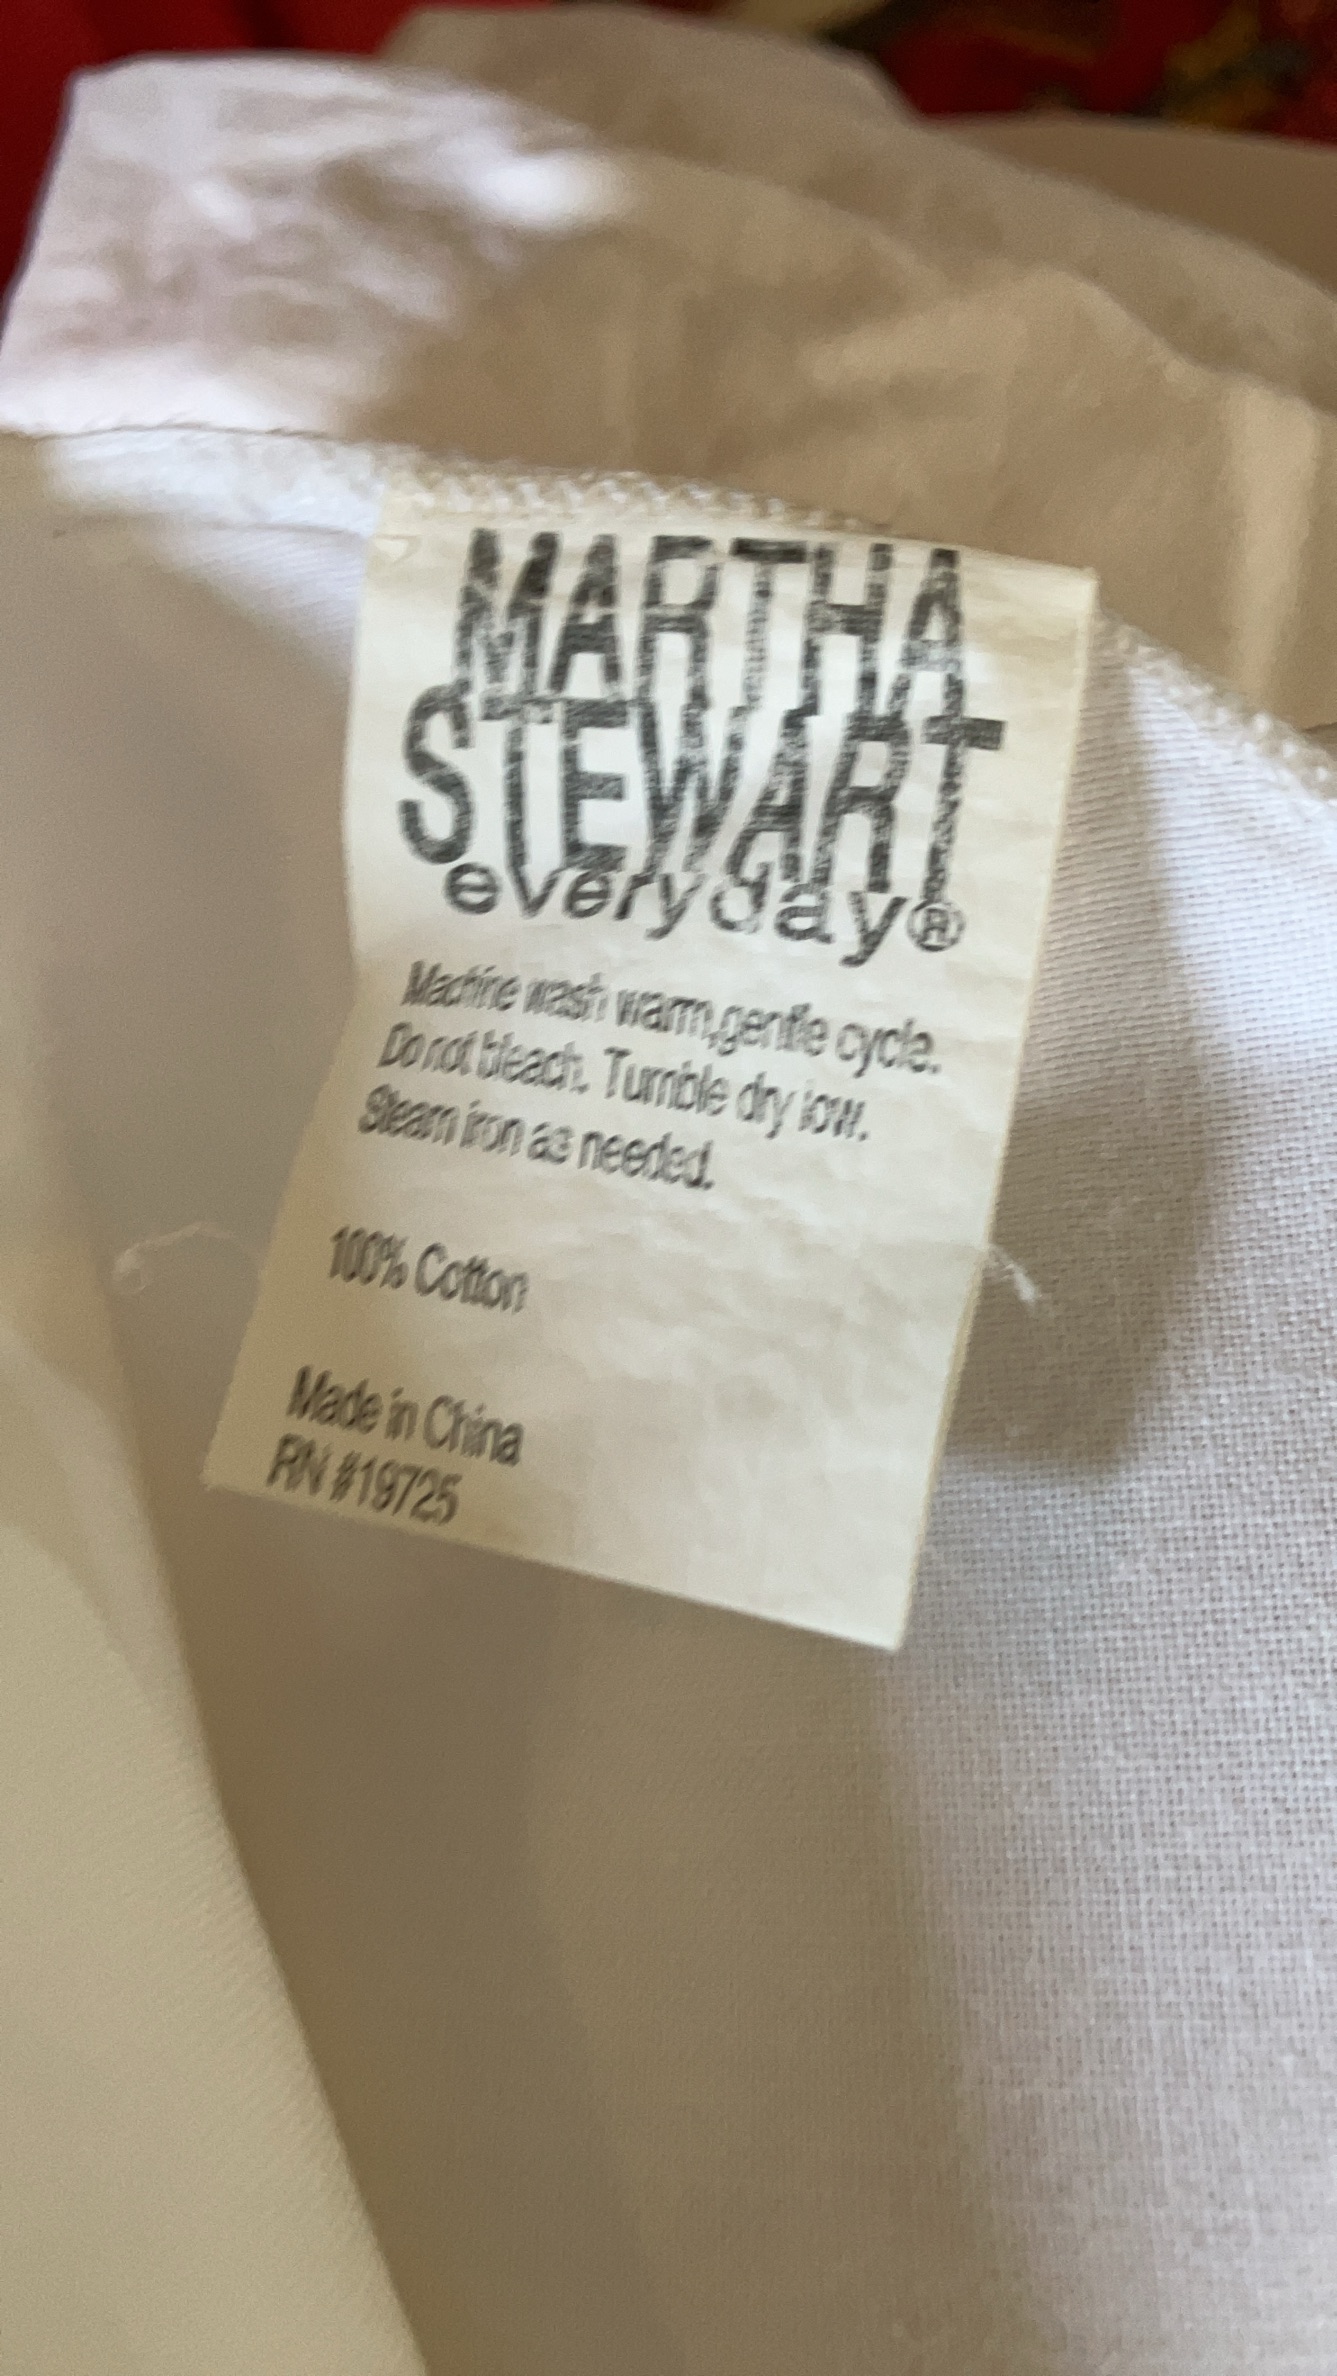 MARTHA
STEWART
everyday®
Machine wash warm,gentle cycle.
Do not bleach. Tumble dry low.
Steam iron as needed.
100% Cotton
Made in China
RN #19725